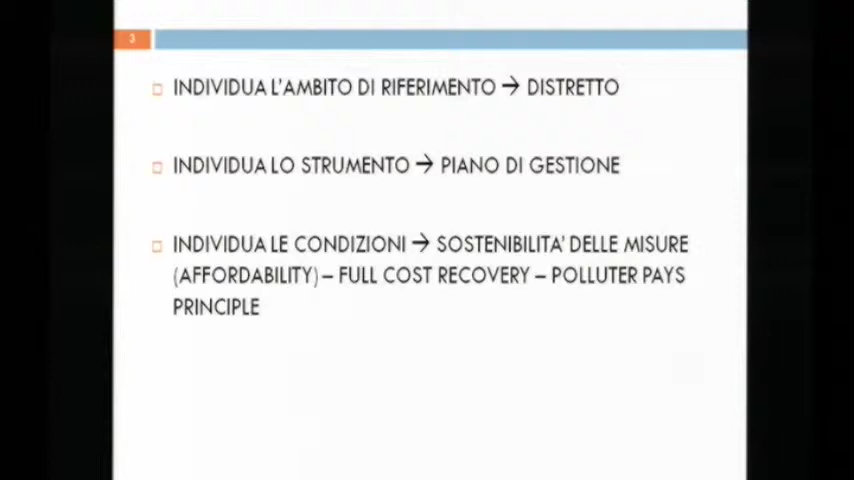 3
INDIVIDUA L'AMBITO DI RIFERIMENTO → DISTRETTO
INDIVIDUA LO STRUMENTO → PIANO DI GESTIONE
INDIVIDUA LE CONDIZIONI → SOSTENIBILITA' DELLE MISURE
(AFFORDABILITY) – FULL COST RECOVERY – POLLUTER PAYS
PRINCIPLE